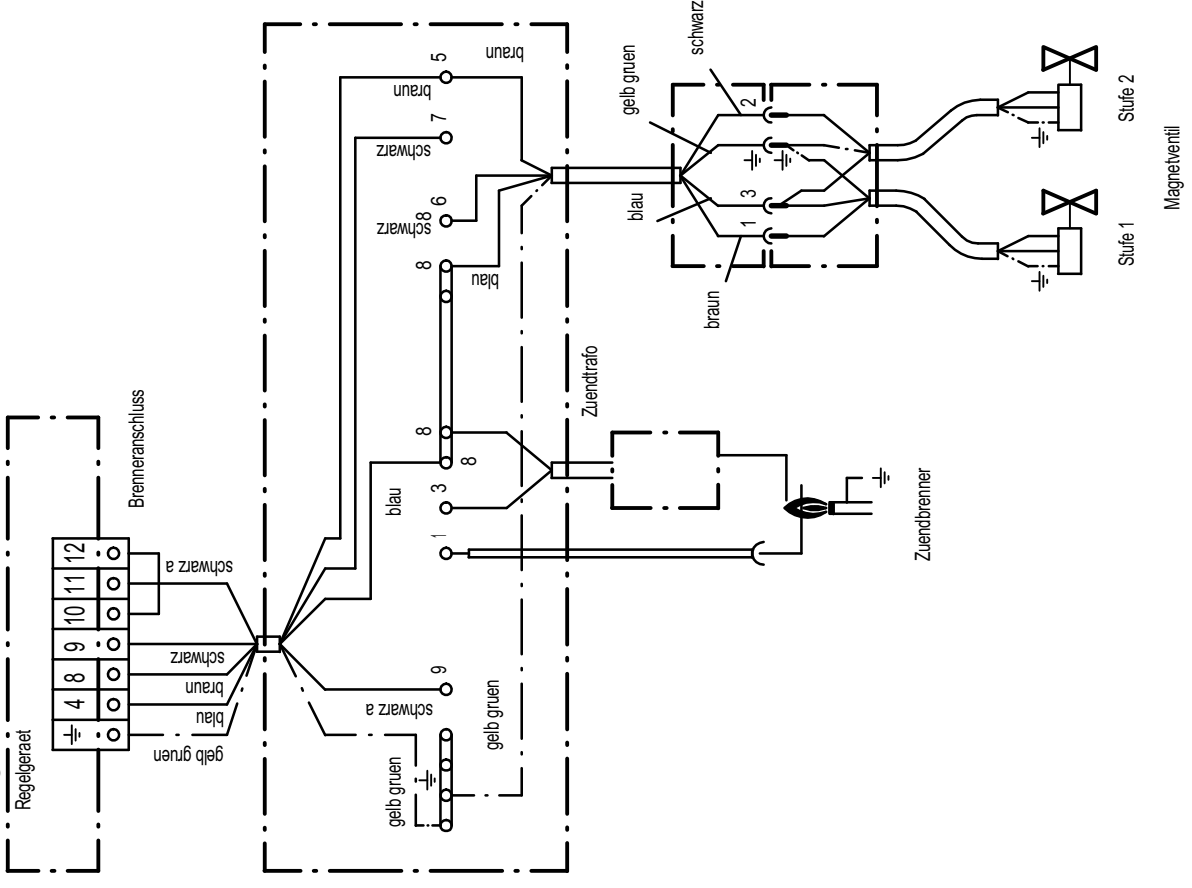 Regelgeraet
4
8
9
10
11
12
Brenneranschluss
gelb gruen
blau
braun
schwarz
schwarz a
gelb gruen
schwarz a
9
gelb gruen
1
3
blau
8
8
8
blau
6
schwarz
8
7
schwarz
5
braun
braun
Zuendtrafo
Zuendbrenner
braun
blau
gelb gruen
schwarz
1
3
2
Stufe 1
Stufe 2
Magnetventil